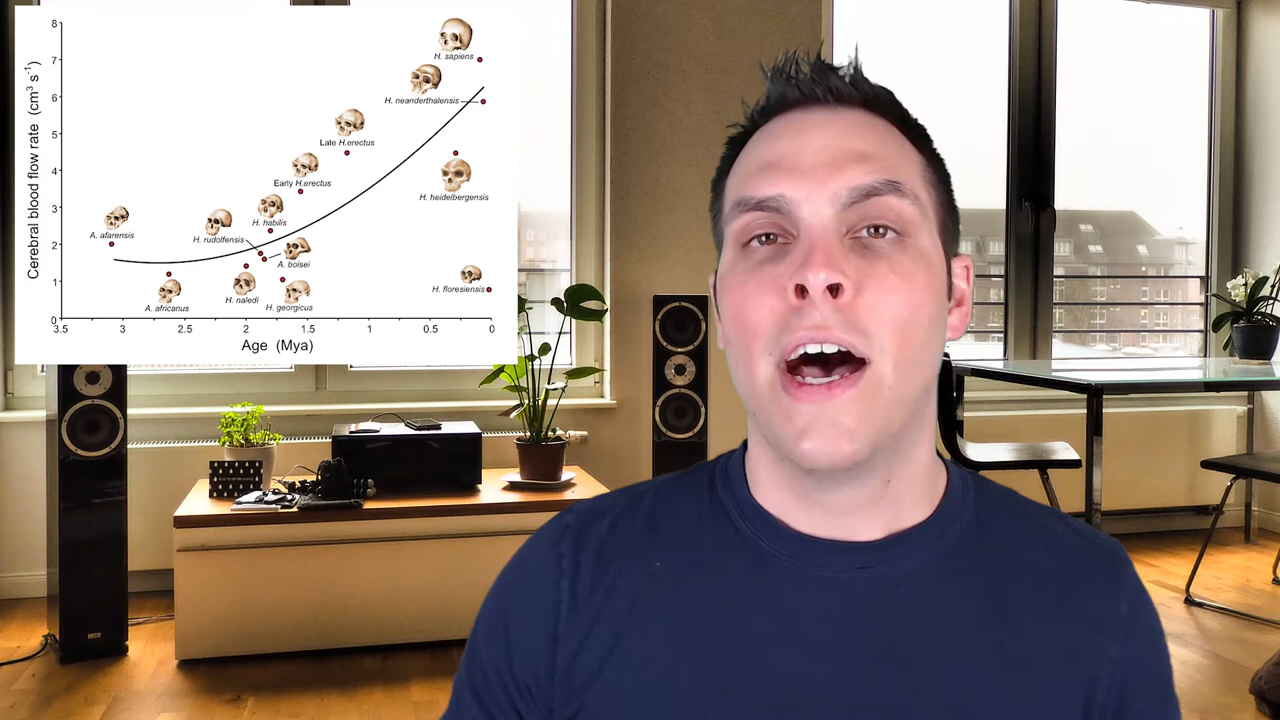 8
7
6
5
4
3
2
1
0
Cerebral blood flow rate (cm³ s⁻¹)
H. sapiens
H. neanderthalensis
Late H.erectus
Early H.erectus
H. heidelbergensis
H. habilis
A. afarensis
H. rudolfensis
A. boisei
H. floresiensis
H. naledi
A. africanus
H. georgicus
3.5 3 2.5 2 1.5 1 0.5 0
Age (Mya)
HECO